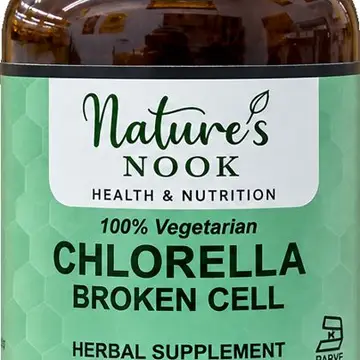 Nature's
NOOK
HEALTH & NUTRITION
100% Vegetarian
CHLORELLA
BROKEN CELL
HERBAL SUPPLEMENT
K
PARVE